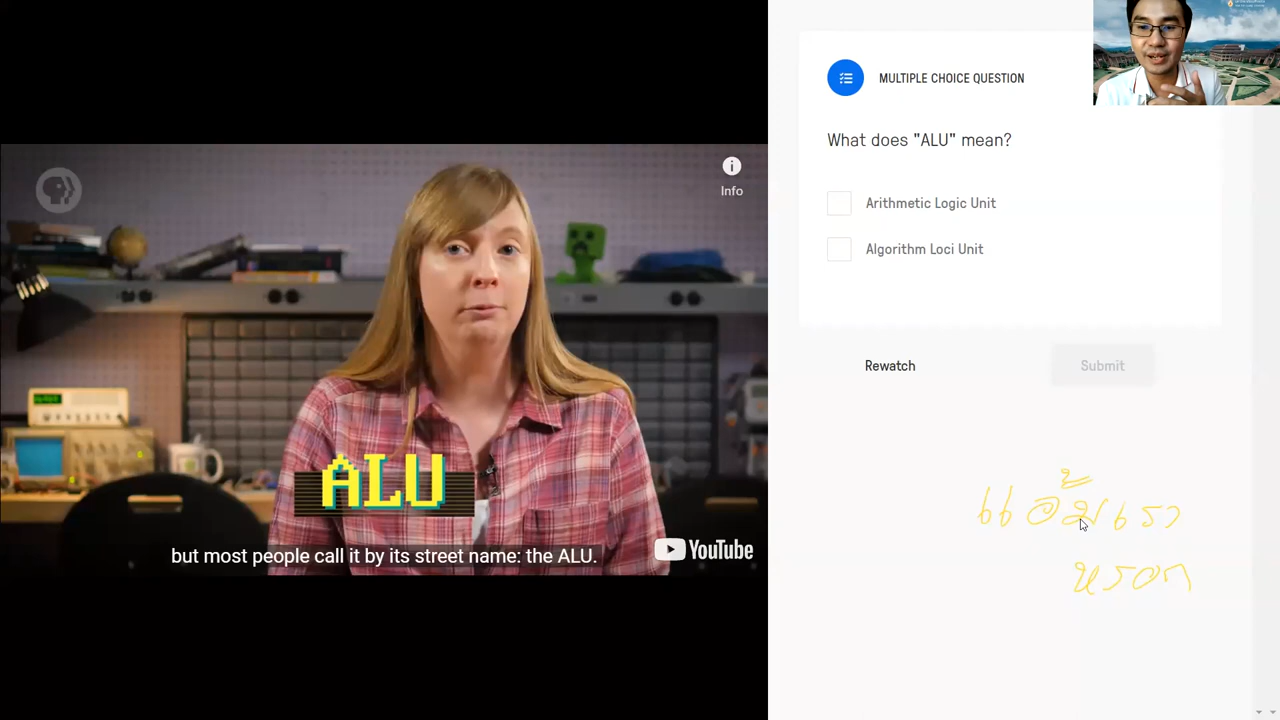 Info
ALU
but most people call it by its street name: the ALU.
YouTube
MULTIPLE CHOICE QUESTION
What does "ALU" mean?
Arithmetic Logic Unit
Algorithm Loci Unit
Rewatch
Submit